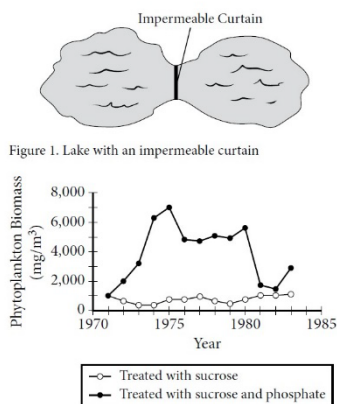 Impermeable Curtain
Figure 1. Lake with an impermeable curtain
Phytoplankton Biomass
(mg/m³)
8,000
6,000
4,000
2,000
0
1970
1975
1980
1985
Year
Treated with sucrose
Treated with sucrose and phosphate